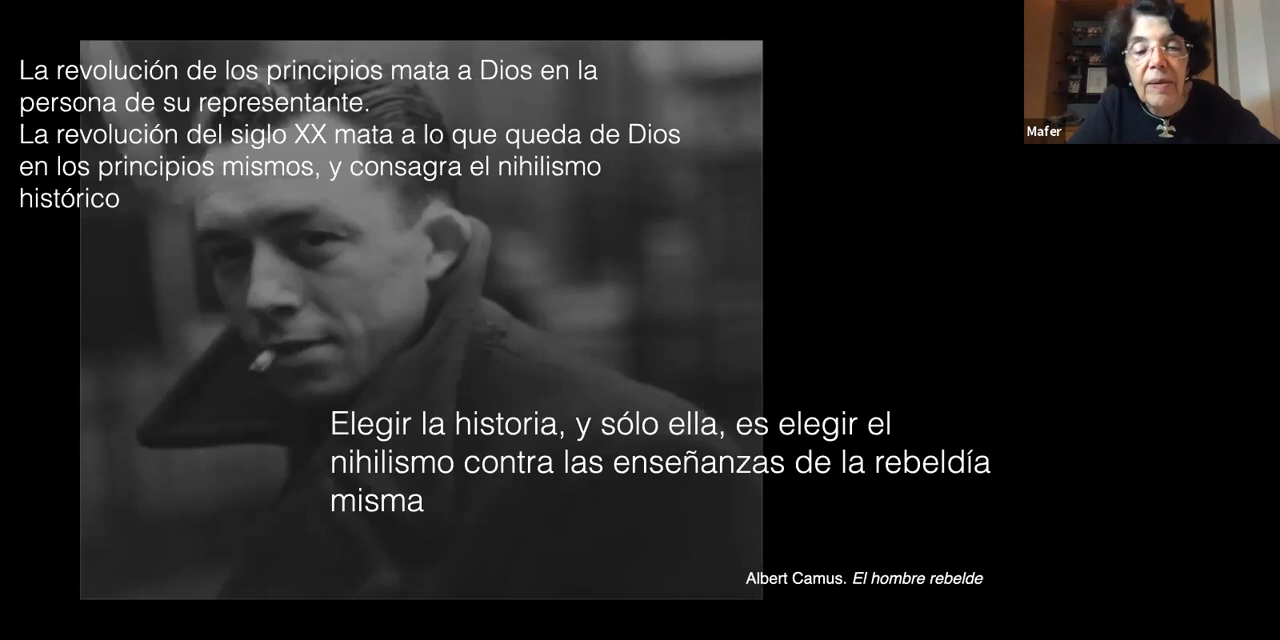 La revolución de los principios mata a Dios en la
persona de su representante.
La revolución del siglo XX mata a lo que queda de Dios
en los principios mismos, y consagra el nihilismo
histórico
Mafer
Elegir la historia, y sólo ella, es elegir el
nihilismo contra las enseñanzas de la rebeldía
misma
Albert Camus. El hombre rebelde